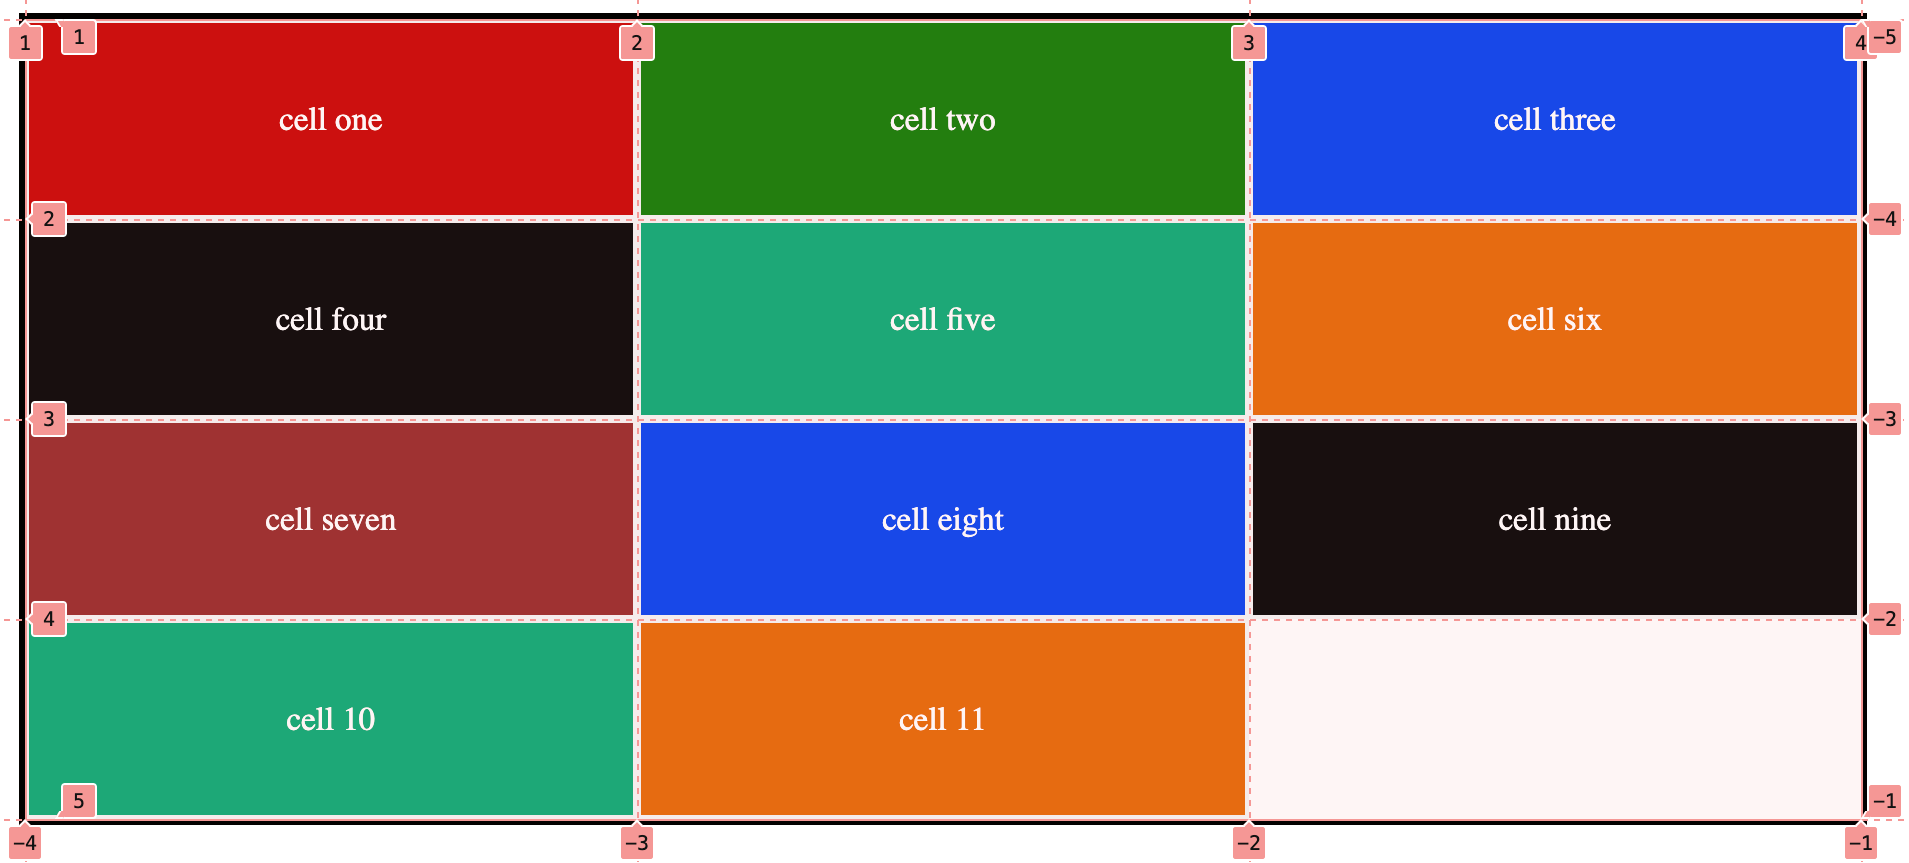 1 1 2 3 4 −5
cell one cell two cell three
2 −4
cell four cell five cell six
3 −3
cell seven cell eight cell nine
4 −2
cell 10 cell 11
5 −1
−4 −3 −2 −1